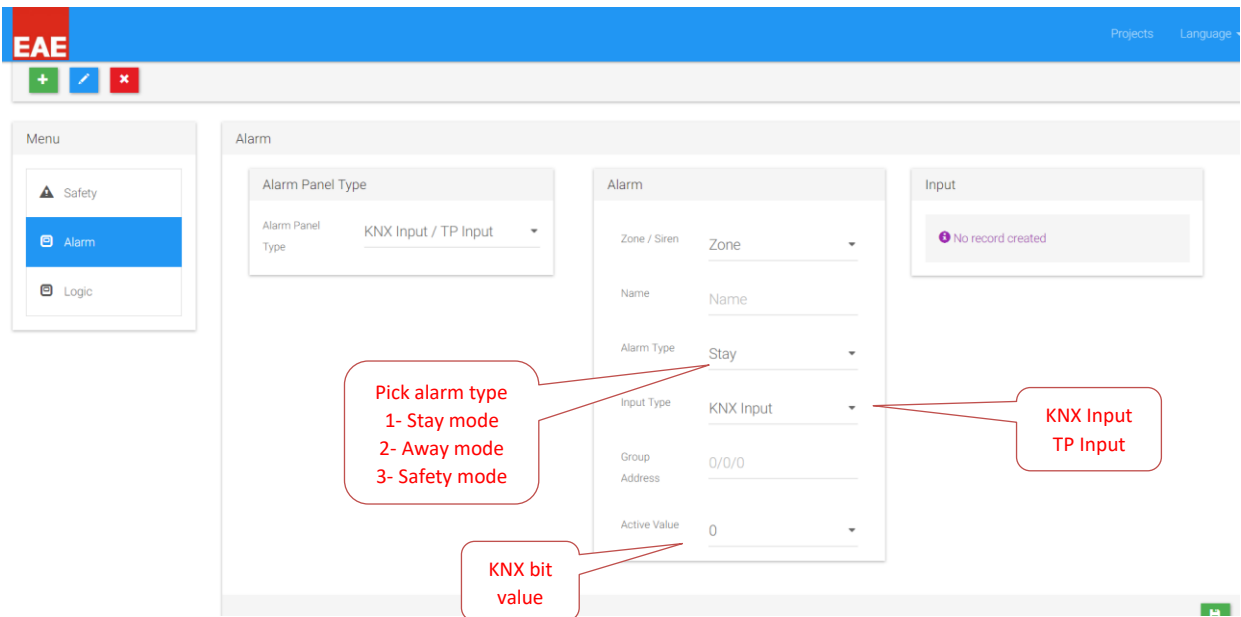 EAE
Projects Language
Menu
Safety
Alarm
Logic
Alarm
Alarm Panel Type
Alarm Panel
Type
KNX Input / TP Input
Alarm
Zone / Siren
Zone
Name
Name
Alarm Type
Stay
Input Type
KNX Input
Group
Address
0/0/0
Active Value
0
Input
No record created
Pick alarm type
1- Stay mode
2- Away mode
3- Safety mode
KNX Input
TP Input
KNX bit
value